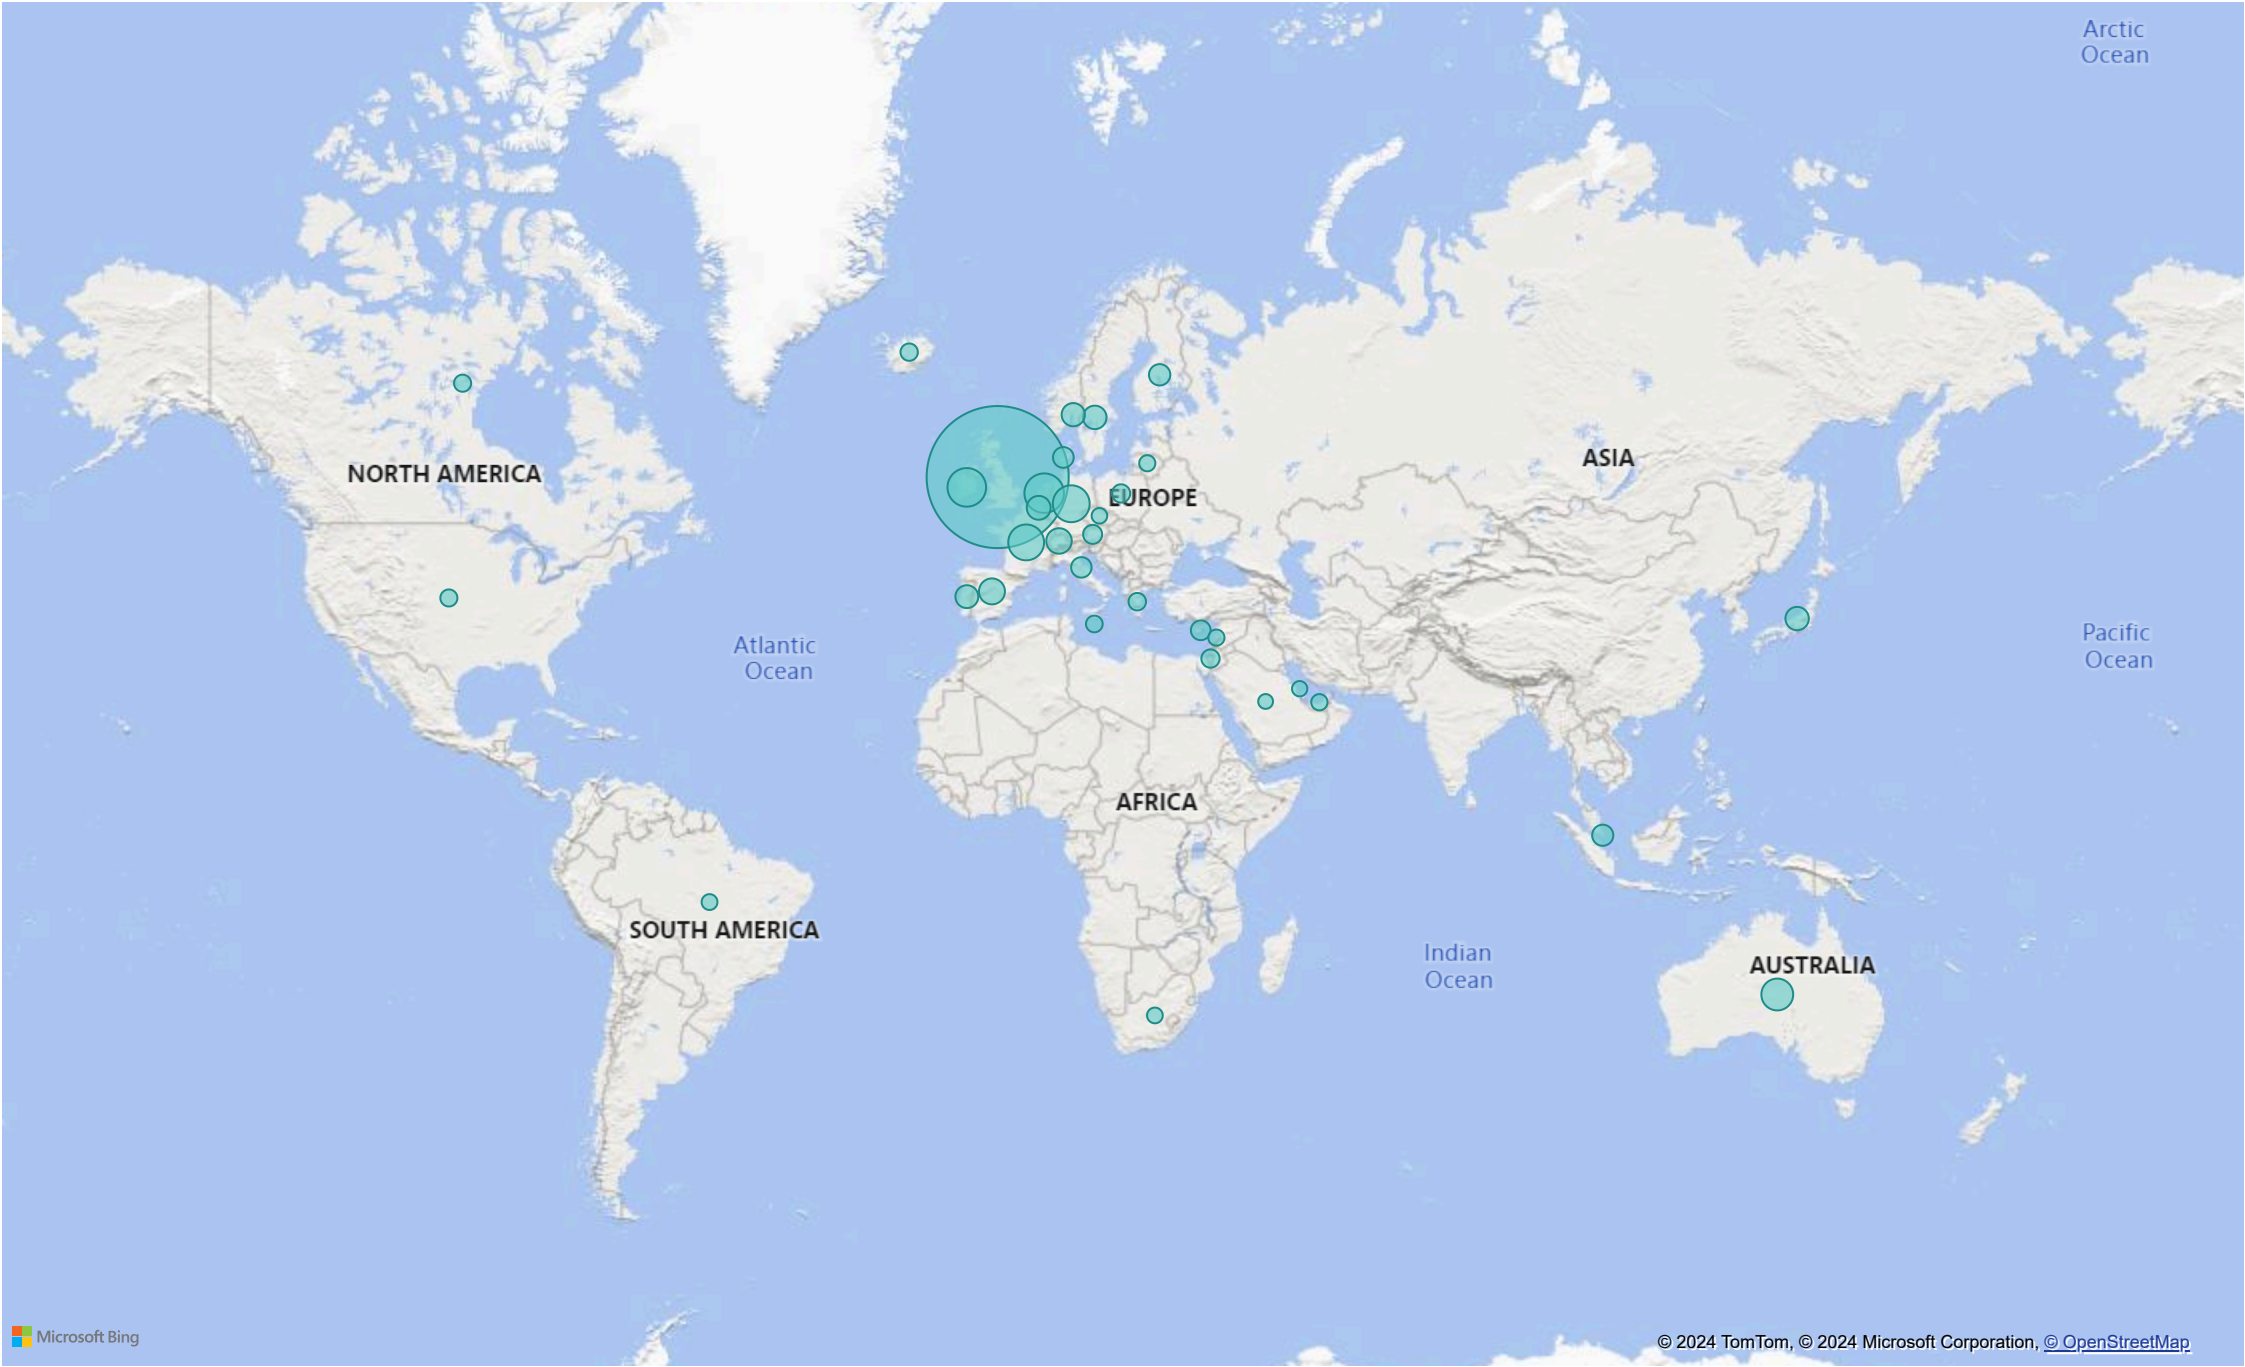 Arctic
Ocean
NORTH AMERICA
ASIA
EUROPE
Atlantic
Ocean
Pacific
Ocean
AFRICA
SOUTH AMERICA
Indian
Ocean
AUSTRALIA
Microsoft Bing
© 2024 TomTom, © 2024 Microsoft Corporation, © OpenStreetMap